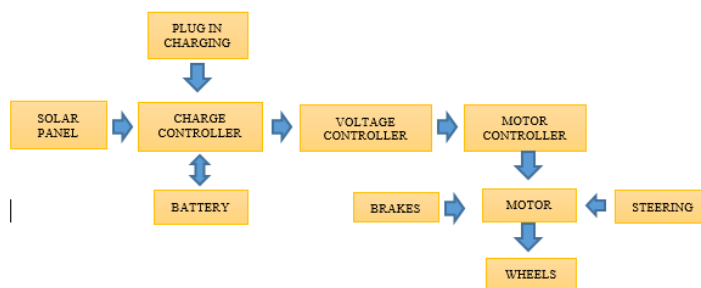 PLUG IN
CHARGING
SOLAR
PANEL
CHARGE
CONTROLLER
VOLTAGE
CONTROLLER
MOTOR
CONTROLLER
BATTERY
BRAKES
MOTOR
STEERING
WHEELS